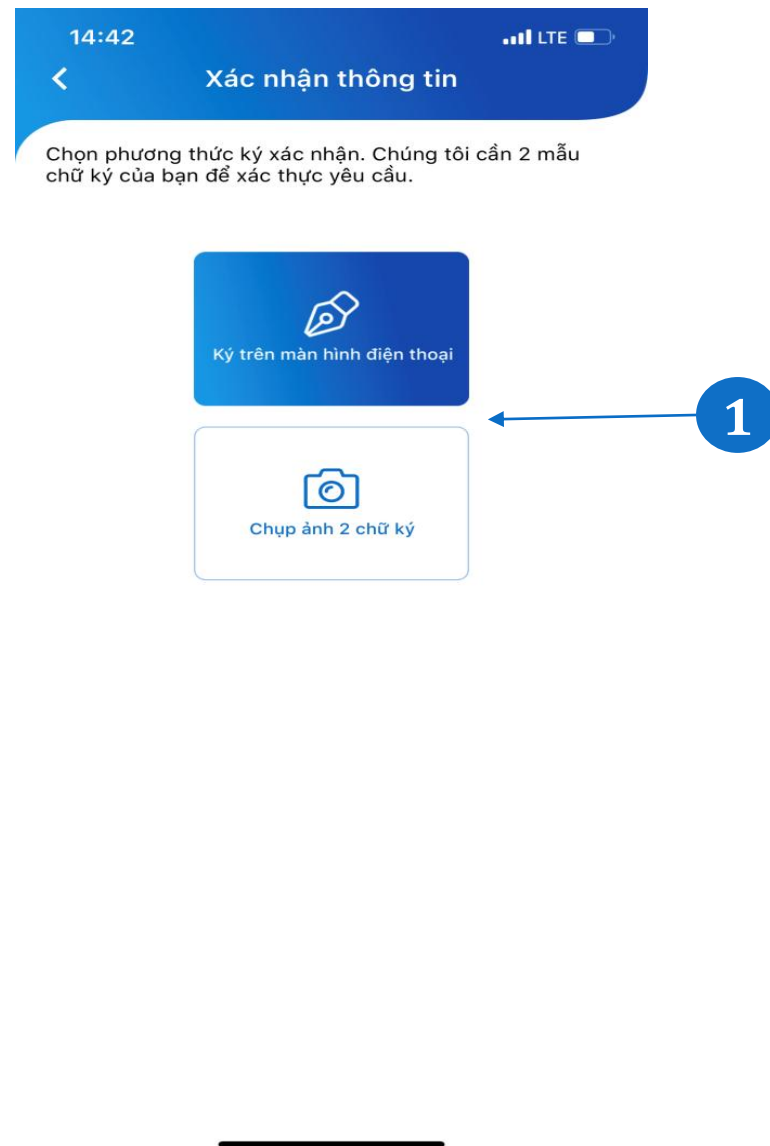 14:42
LTE
Xác nhận thông tin
Chọn phương thức ký xác nhận. Chúng tôi cần 2 mẫu
chữ ký của bạn để xác thực yêu cầu.
Ký trên màn hình điện thoại
1
Chụp ảnh 2 chữ ký